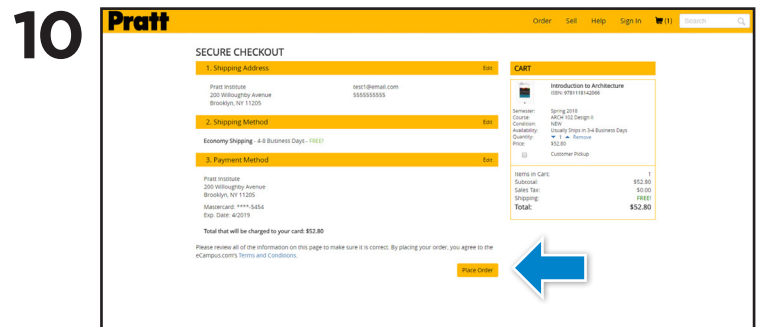 10
Pratt
Order Sell Help Sign In (1) Search
SECURE CHECKOUT
1. Shipping Address Edit
Pratt Institute test1@email.com
200 Willoughby Avenue 5555555555
Brooklyn, NY 11205
2. Shipping Method Edit
Economy Shipping - 4-8 Business Days - FREE!
3. Payment Method Edit
Pratt Institute
200 Willoughby Avenue
Brooklyn, NY 11205
Mastercard: ****-5454
Exp. Date: 4/2019
Total that will be charged to your card: $52.80
Please review all of the information on this page to make sure it is correct. By placing your order, you agree to the
eCampus.com's Terms and Conditions.
Place Order
CART
Introduction to Architecture
ISBN: 9781118142066
Semester: Spring 2018
Course: ARCH 102 Design II
Condition: NEW
Availability: Usually Ships in 3-4 Business Days
Quantity: 1 Remove
Price: $52.80
Customer Pickup
Items in Cart: 1
Subtotal: $52.80
Sales Tax: $0.00
Shipping: FREE!
Total: $52.80